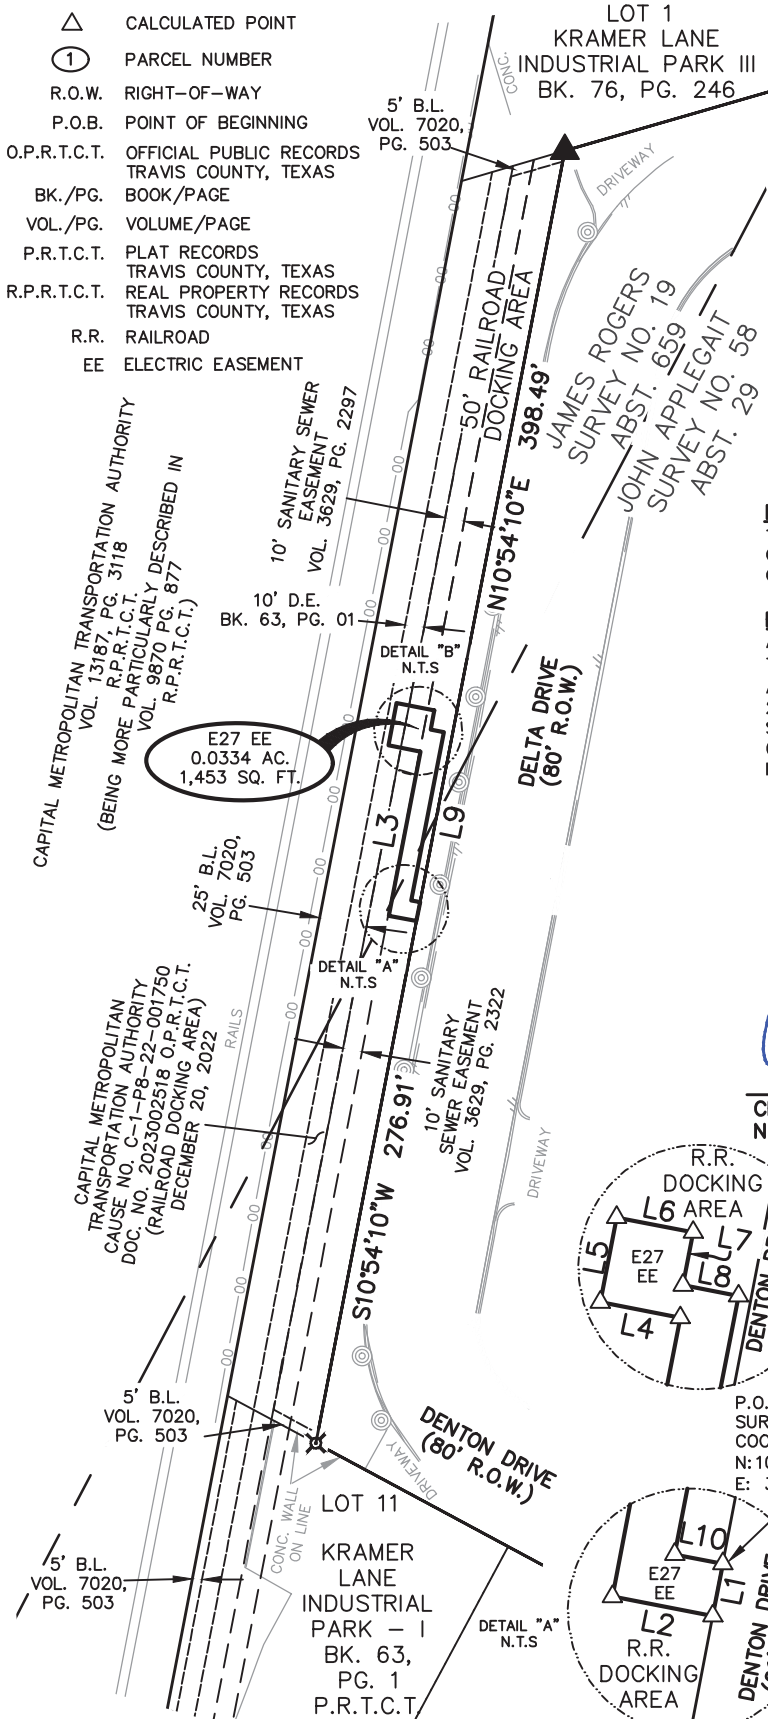 CALCULATED POINT
1 PARCEL NUMBER
R.O.W. RIGHT-OF-WAY
P.O.B. POINT OF BEGINNING
O.P.R.T.C.T. OFFICIAL PUBLIC RECORDS
TRAVIS COUNTY, TEXAS
BK./PG. BOOK/PAGE
VOL./PG. VOLUME/PAGE
P.R.T.C.T. PLAT RECORDS
TRAVIS COUNTY, TEXAS
R.P.R.T.C.T. REAL PROPERTY RECORDS
TRAVIS COUNTY, TEXAS
R.R. RAILROAD
EE ELECTRIC EASEMENT
LOT 1
KRAMER LANE
INDUSTRIAL PARK III
BK. 76, PG. 246
CONC.
5' B.L.
VOL. 7020,
PG. 503
DRIVEWAY
50' RAILROAD
DOCKING AREA
JAMES ROGERS
SURVEY NO. 19
ABST. 659
JOHN APPLEGAIT
SURVEY NO. 58
ABST. 29
N10°54'10"E 398.49'
10' SANITARY SEWER
EASEMENT
VOL. 3629, PG. 2297
10' D.E.
BK. 63, PG. 01
CAPITAL METROPOLITAN TRANSPORTATION AUTHORITY
VOL. 13187, PG. 3118
R.P.R.T.C.T.
(BEING MORE PARTICULARLY DESCRIBED IN
VOL. 9870 PG. 877
R.P.R.T.C.T.)
DETAIL "B"
N.T.S
E27 EE
0.0334 AC.
1,453 SQ. FT.
DELTA DRIVE
(80' R.O.W.)
L3
L9
25' B.L.
VOL. 7020,
PG. 503
DETAIL "A"
N.T.S
RAILS
CAPITAL METROPOLITAN
TRANSPORTATION AUTHORITY
CAUSE NO. C-1-P8-22-001750
DOC. NO. 2023002518 O.P.R.T.C.T.
(RAILROAD DOCKING AREA)
DECEMBER 20, 2022
10' SANITARY
SEWER EASEMENT
VOL. 3629, PG. 2322
S10°54'10"W 276.91'
DRIVEWAY
R.R.
DOCKING
AREA
L6
L7
L5
E27
EE
L8
L4
DENTON D
5' B.L.
VOL. 7020,
PG. 503
DENTON DRIVE
(80' R.O.W.)
DRIVEWAY
CONC. WALL
ON LINE
P.O.
SUR
COO
N:10
E:
LOT 11
KRAMER
LANE
INDUSTRIAL
PARK - I
BK. 63,
PG. 1
P.R.T.C.T.
5' B.L.
VOL. 7020,
PG. 503
DETAIL "A"
N.T.S
L10
E27
EE
L1
L2
R.R.
DOCKING
AREA
DENTON DRIVE